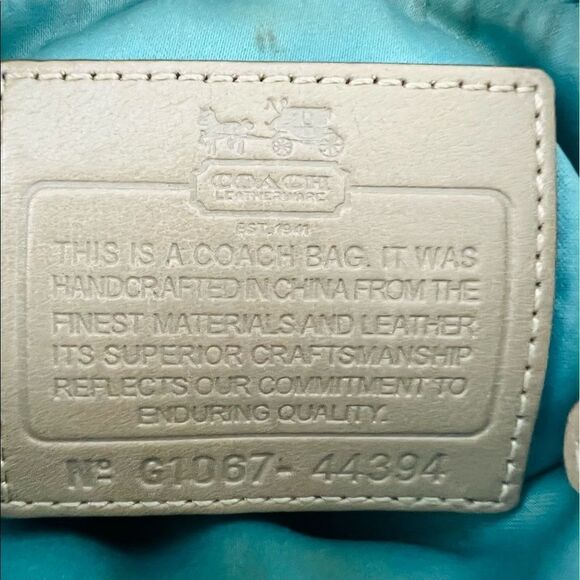 COACH
LEATHERWARE
EST. 1941
THIS IS A COACH BAG. IT WAS
HANDCRAFTED IN CHINA FROM THE
FINEST MATERIALS AND LEATHER
ITS SUPERIOR CRAFTSMANSHIP
REFLECTS OUR COMMITMENT TO
ENDURING QUALITY.
Nº G1067- 44394